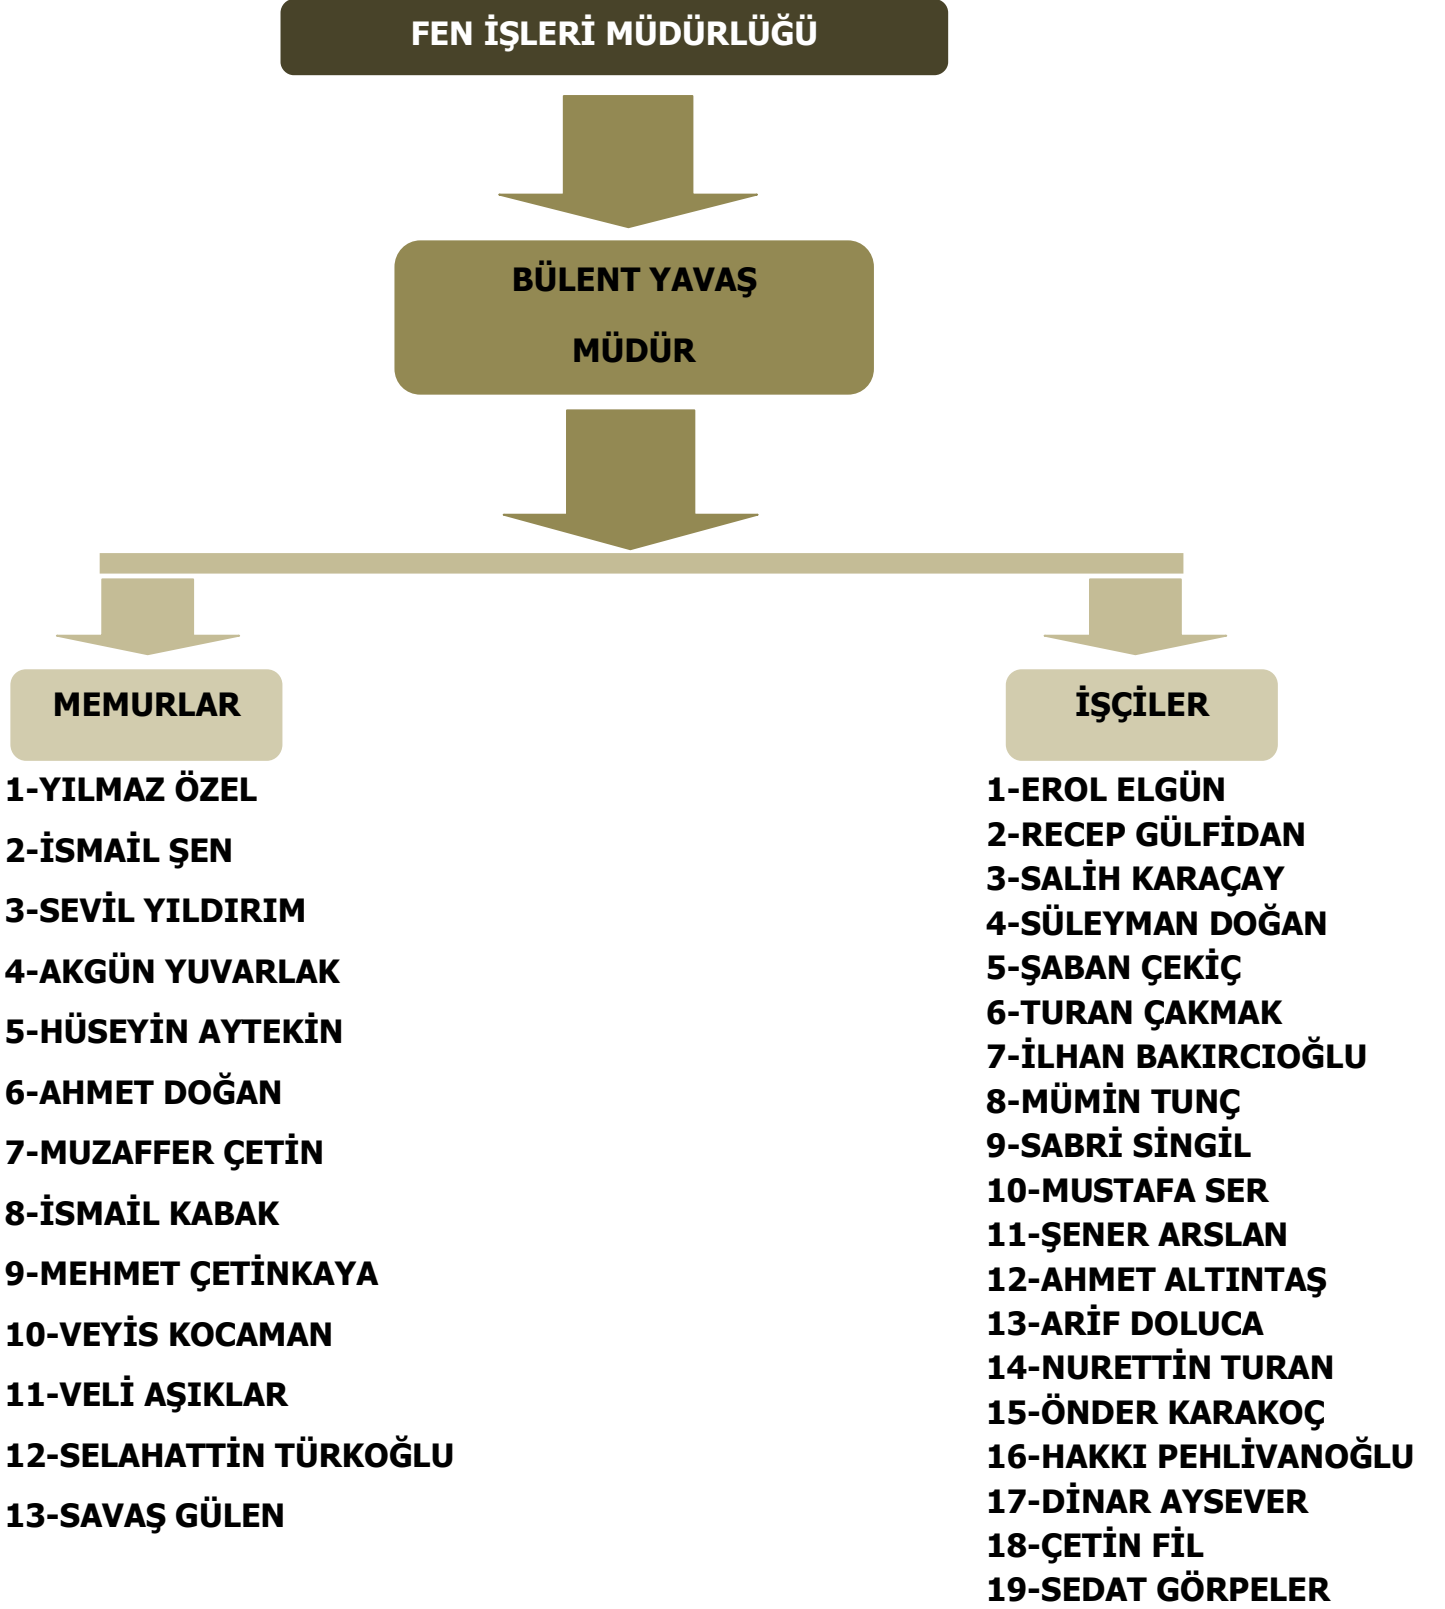 FEN İŞLERİ MÜDÜRLÜĞÜ
BÜLENT YAVAŞ
MÜDÜR
MEMURLAR
1-YILMAZ ÖZEL
2-İSMAİL ŞEN
3-SEVİL YILDIRIM
4-AKGÜN YUVARLAK
5-HÜSEYİN AYTEKİN
6-AHMET DOĞAN
7-MUZAFFER ÇETİN
8-İSMAİL KABAK
9-MEHMET ÇETİNKAYA
10-VEYİS KOCAMAN
11-VELİ AŞIKLAR
12-SELAHATTİN TÜRKOĞLU
13-SAVAŞ GÜLEN
İŞÇİLER
1-EROL ELGÜN
2-RECEP GÜLFİDAN
3-SALİH KARAÇAY
4-SÜLEYMAN DOĞAN
5-ŞABAN ÇEKİÇ
6-TURAN ÇAKMAK
7-İLHAN BAKIRCIOĞLU
8-MÜMİN TUNÇ
9-SABRİ SİNGİL
10-MUSTAFA SER
11-ŞENER ARSLAN
12-AHMET ALTINTAŞ
13-ARİF DOLUCA
14-NURETTİN TURAN
15-ÖNDER KARAKOÇ
16-HAKKI PEHLİVANOĞLU
17-DİNAR AYSEVER
18-ÇETİN FİL
19-SEDAT GÖRPELER